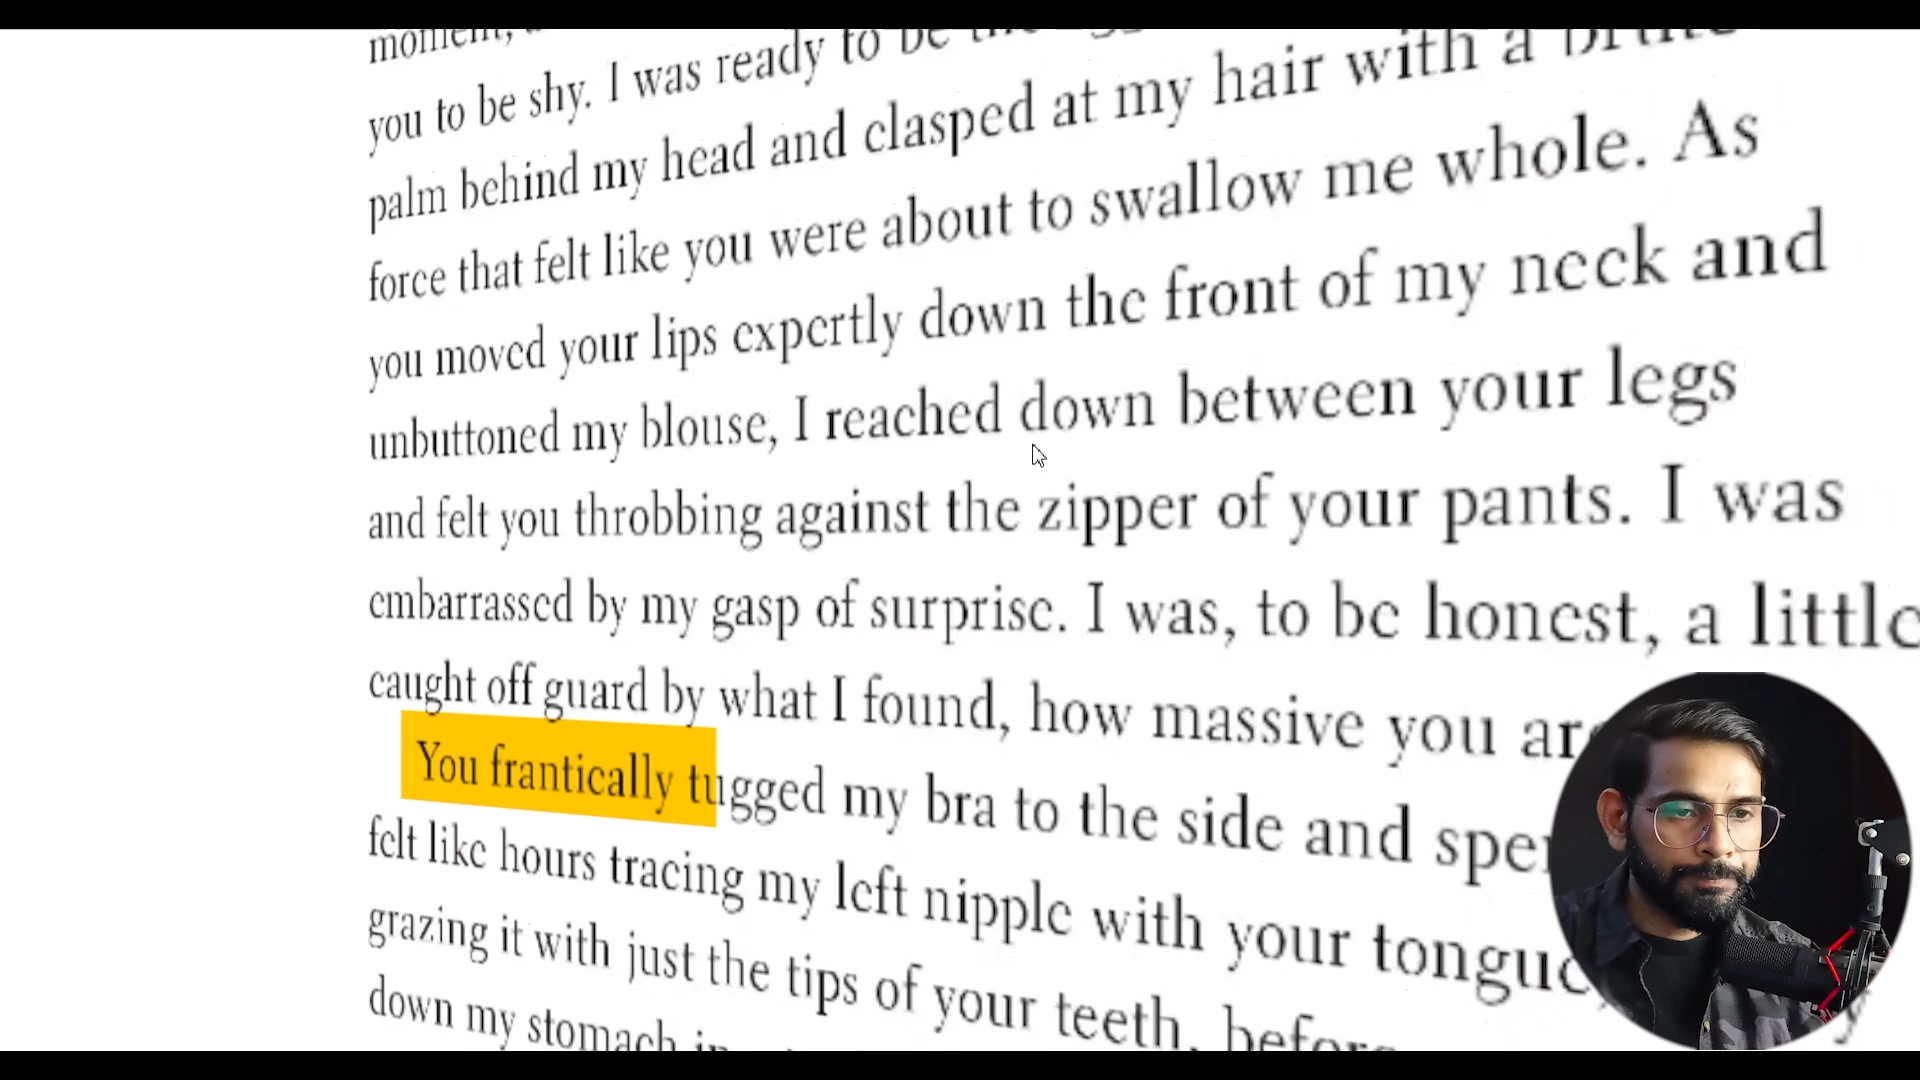 you to be shy. I was ready to be
palm behind my head and clasped at my hair with a
force that felt like you were about to swallow me whole. As
you moved your lips expertly down the front of my neck and
unbuttoned my blouse, I reached down between your legs
and felt you throbbing against the zipper of your pants. I was
embarrassed by my gasp of surprise. I was, to be honest, a little
caught off guard by what I found, how massive you
You frantically tugged my bra to the side and
felt like hours tracing my left nipple with your tongue
grazing it with just the tips of your teeth,
down my stomach